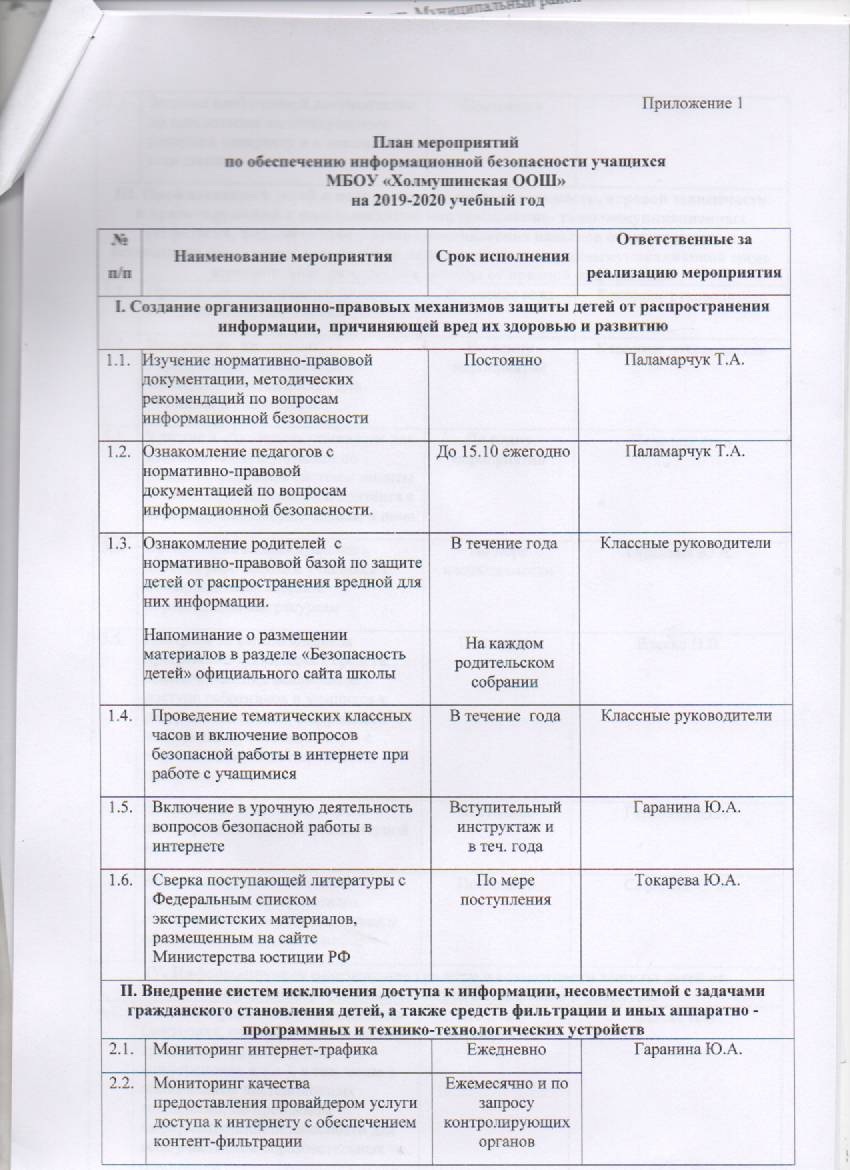 Муниципальный район
Приложение 1
План мероприятий
по обеспечению информационной безопасности учащихся
МБОУ «Холмушинская ООШ»
на 2019-2020 учебный год
№
п/п
Наименование мероприятия
Срок исполнения
Ответственные за
реализацию мероприятия
I. Создание организационно-правовых механизмов защиты детей от распространения
информации, причиняющей вред их здоровью и развитию
1.1.
Изучение нормативно-правовой
документации, методических
рекомендаций по вопросам
информационной безопасности
Постоянно
Паламарчук Т.А.
1.2.
Ознакомление педагогов с
нормативно-правовой
документацией по вопросам
информационной безопасности.
До 15.10 ежегодно
Паламарчук Т.А.
1.3.
Ознакомление родителей с
нормативно-правовой базой по защите
детей от распространения вредной для
них информации.
Напоминание о размещении
материалов в разделе «Безопасность
детей» официального сайта школы
В течение года
На каждом
родительском
собрании
Классные руководители
1.4.
Проведение тематических классных
часов и включение вопросов
безопасной работы в интернете при
работе с учащимися
В течение года
Классные руководители
1.5.
Включение в урочную деятельность
вопросов безопасной работы в
интернете
Вступительный
инструктаж и
в теч. года
Гаранина Ю.А.
1.6.
Сверка поступающей литературы с
Федеральным списком
экстремистских материалов,
размещенным на сайте
Министерства юстиции РФ
По мере
поступления
Токарева Ю.А.
II. Внедрение систем исключения доступа к информации, несовместимой с задачами
гражданского становления детей, а также средств фильтрации и иных аппаратно -
программных и технико-технологических устройств
2.1.
Мониторинг интернет-трафика
Ежедневно
Гаранина Ю.А.
2.2.
Мониторинг качества
предоставления провайдером услуги
доступа к интернету с обеспечением
контент-фильтрации
Ежемесячно и по
запросу
контролирующих
органов